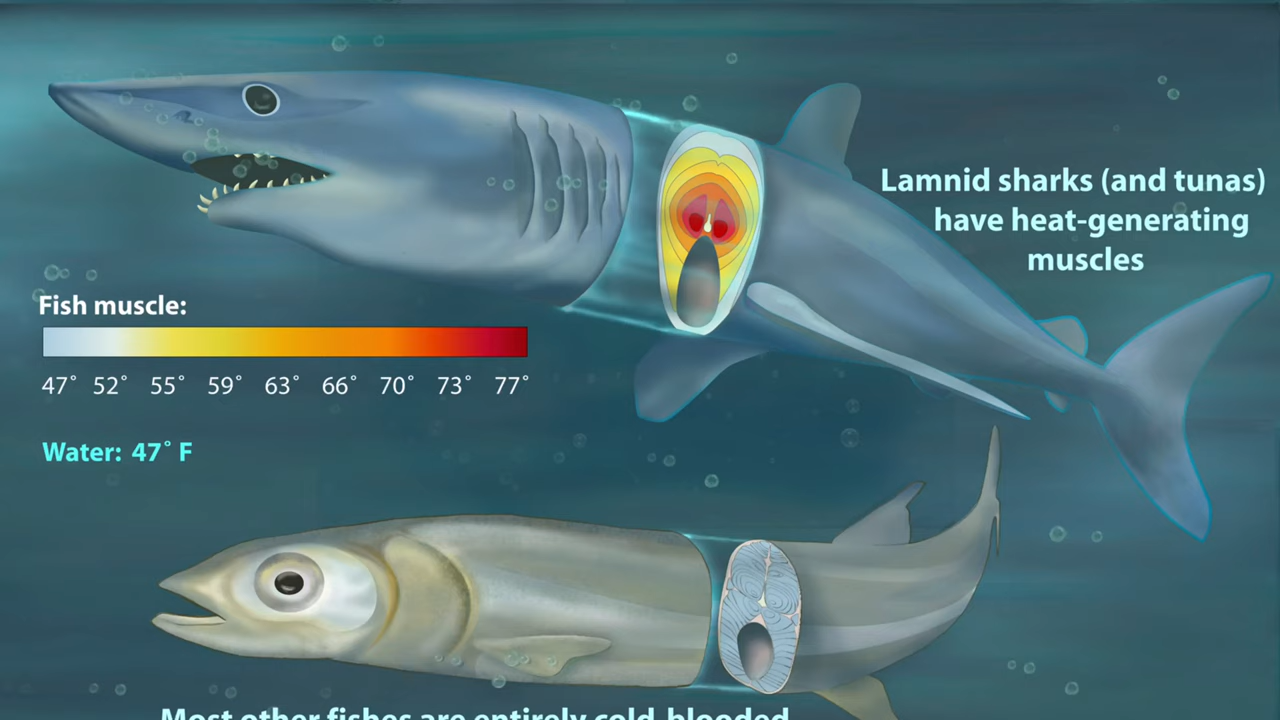 Lamnid sharks (and tunas)
have heat-generating
muscles
Fish muscle:
47° 52° 55° 59° 63° 66° 70° 73° 77°
Water: 47° F
Most other fishes are entirely cold-blooded